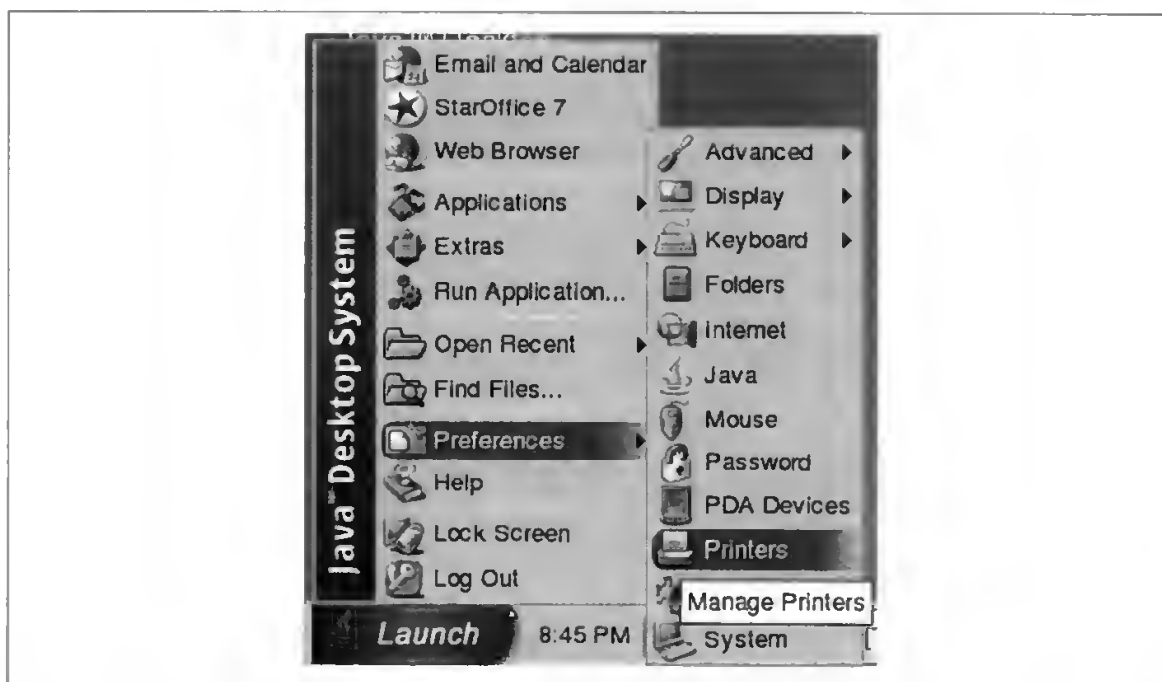 Java™Desktop System
Email and Calendar
StarOffice 7
Web Browser
Applications
Extras
Run Application...
Open Recent
Find Files...
Preferences
Help
Lock Screen
Log Out
Launch
8:45 PM
Advanced
Display
Keyboard
Folders
Internet
Java
Mouse
Password
PDA Devices
Printers
Manage Printers
System